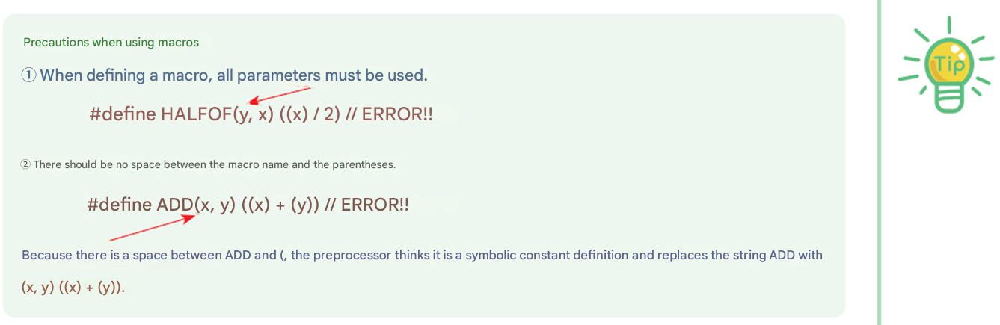 Precautions when using macros
① When defining a macro, all parameters must be used.
#define HALFOF(y, x) ((x) / 2) // ERROR!!
② There should be no space between the macro name and the parentheses.
#define ADD(x, y) ((x) + (y)) // ERROR!!
Because there is a space between ADD and (, the preprocessor thinks it is a symbolic constant definition and replaces the string ADD with
(x, y) ((x) + (y)).
Tip